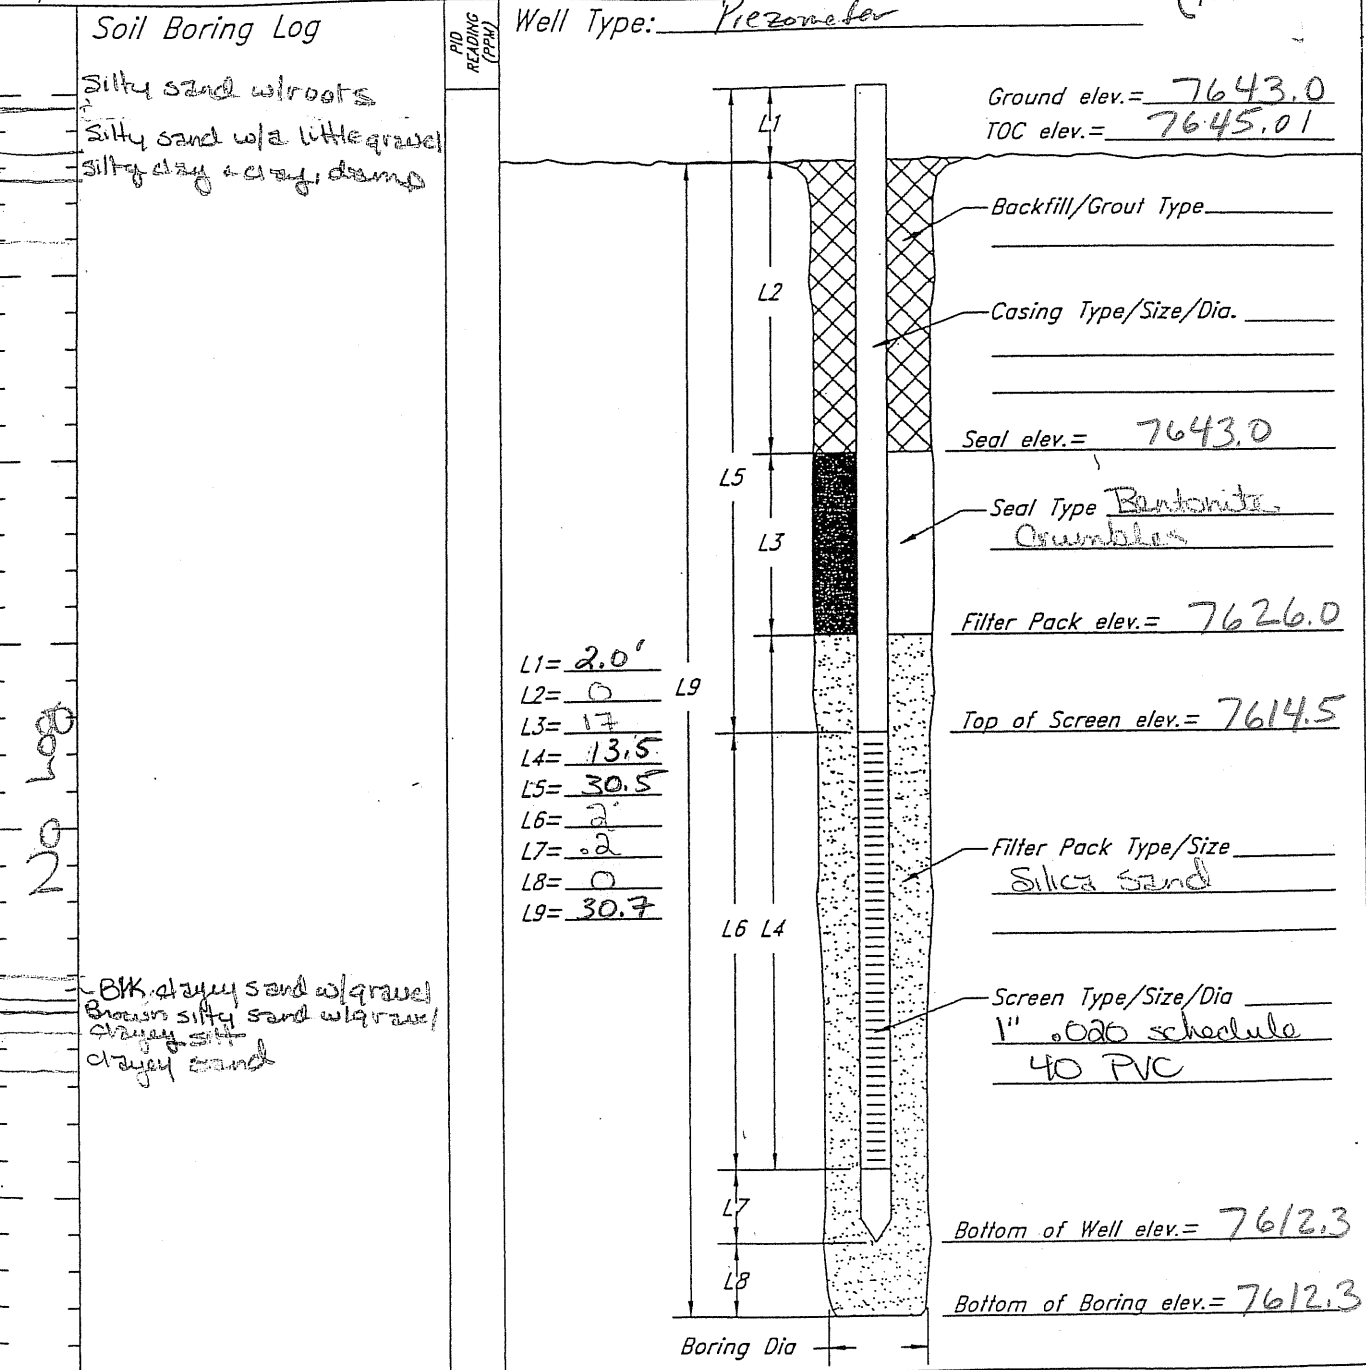 Soil Boring Log
PID READING (PPM)
Well Type: Piezometer
Silty sand w/roots
Silty sand w/a little gravel
Silty clay & clay, damp
Ground elev.= 7643.0
TOC elev.= 7645.01
L1
Backfill/Grout Type
L2
Casing Type/Size/Dia.
Seal elev.= 7643.0
L5
Seal Type Bentonite
Crumbles
L3
Filter Pack elev.= 7626.0
L1= 2.0'
L2= 0
L3= 17
L4= 13.5
L5= 30.5
L6= 2'
L7= .2
L8= 0
L9= 30.7
L9
Top of Screen elev.= 7614.5
20
Filter Pack Type/Size
Silica Sand
L6 L4
Blk. clayey sand w/gravel
Brown silty sand w/gravel
clayey silt
clayey sand
Screen Type/Size/Dia
1" .020 schedule
40 PVC
L7
Bottom of Well elev.= 7612.3
L8
Bottom of Boring elev.= 7612.3
Boring Dia